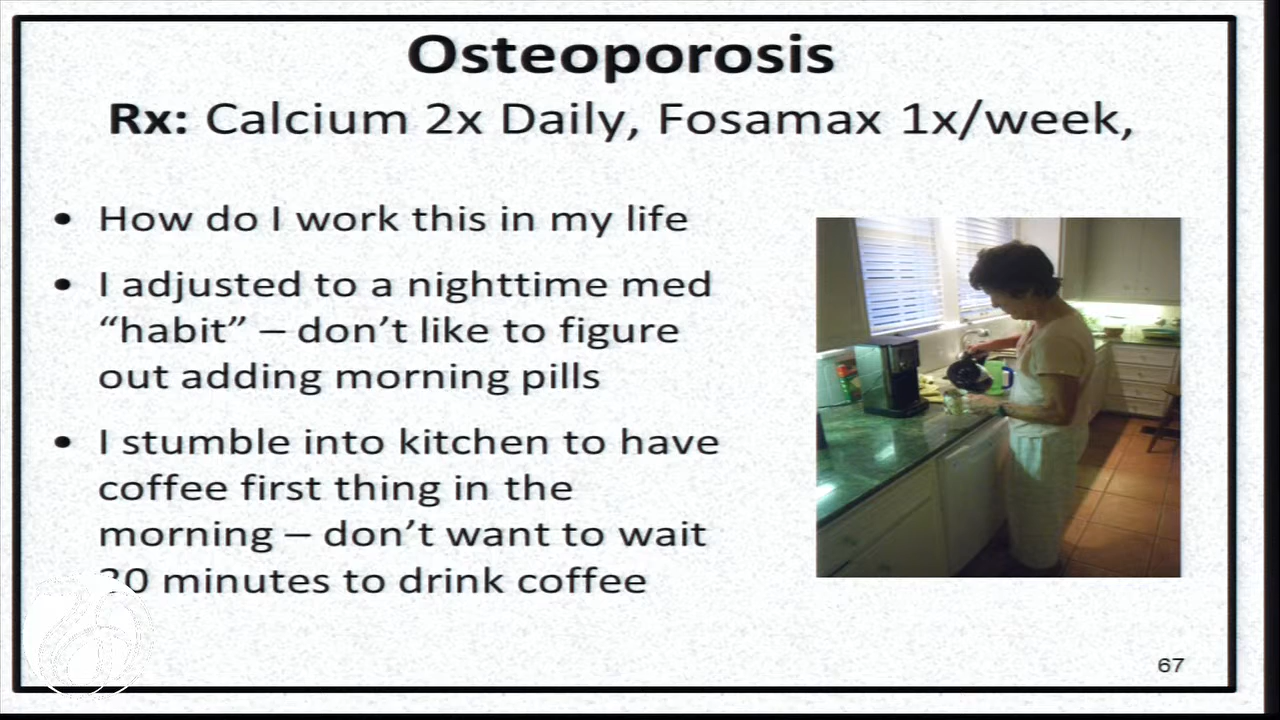 Osteoporosis
Rx: Calcium 2x Daily, Fosamax 1x/week,
• How do I work this in my life
• I adjusted to a nighttime med
“habit” – don’t like to figure
out adding morning pills
• I stumble into kitchen to have
coffee first thing in the
morning – don’t want to wait
minutes to drink coffee
67